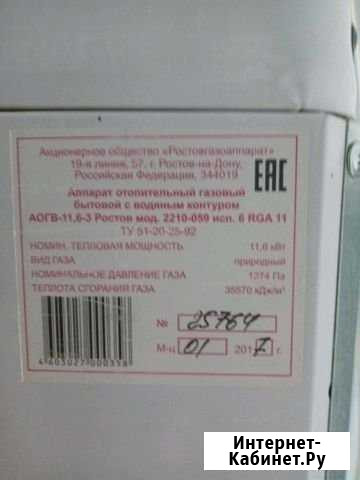 Акционерное общество «Ростовгазоаппарат»
19-я линия, 57, г. Ростов-на-Дону,
Российская Федерация, 344019
EAC
Аппарат отопительный газовый
бытовой с водяным контуром
АОГВ-11,6-3 Ростов мод. 2210-059 исп. 6 RGA 11
ТУ 51-20-25-92
НОМИН. ТЕПЛОВАЯ МОЩНОСТЬ 11,6 кВт
ВИД ГАЗА природный
НОМИНАЛЬНОЕ ДАВЛЕНИЕ ГАЗА 1274 Па
ТЕПЛОТА СГОРАНИЯ ГАЗА 35570 кДж/м³
№ 25764
М-ц 01 2017 г.
4603027000358
Интернет-
Кабинет.Ру